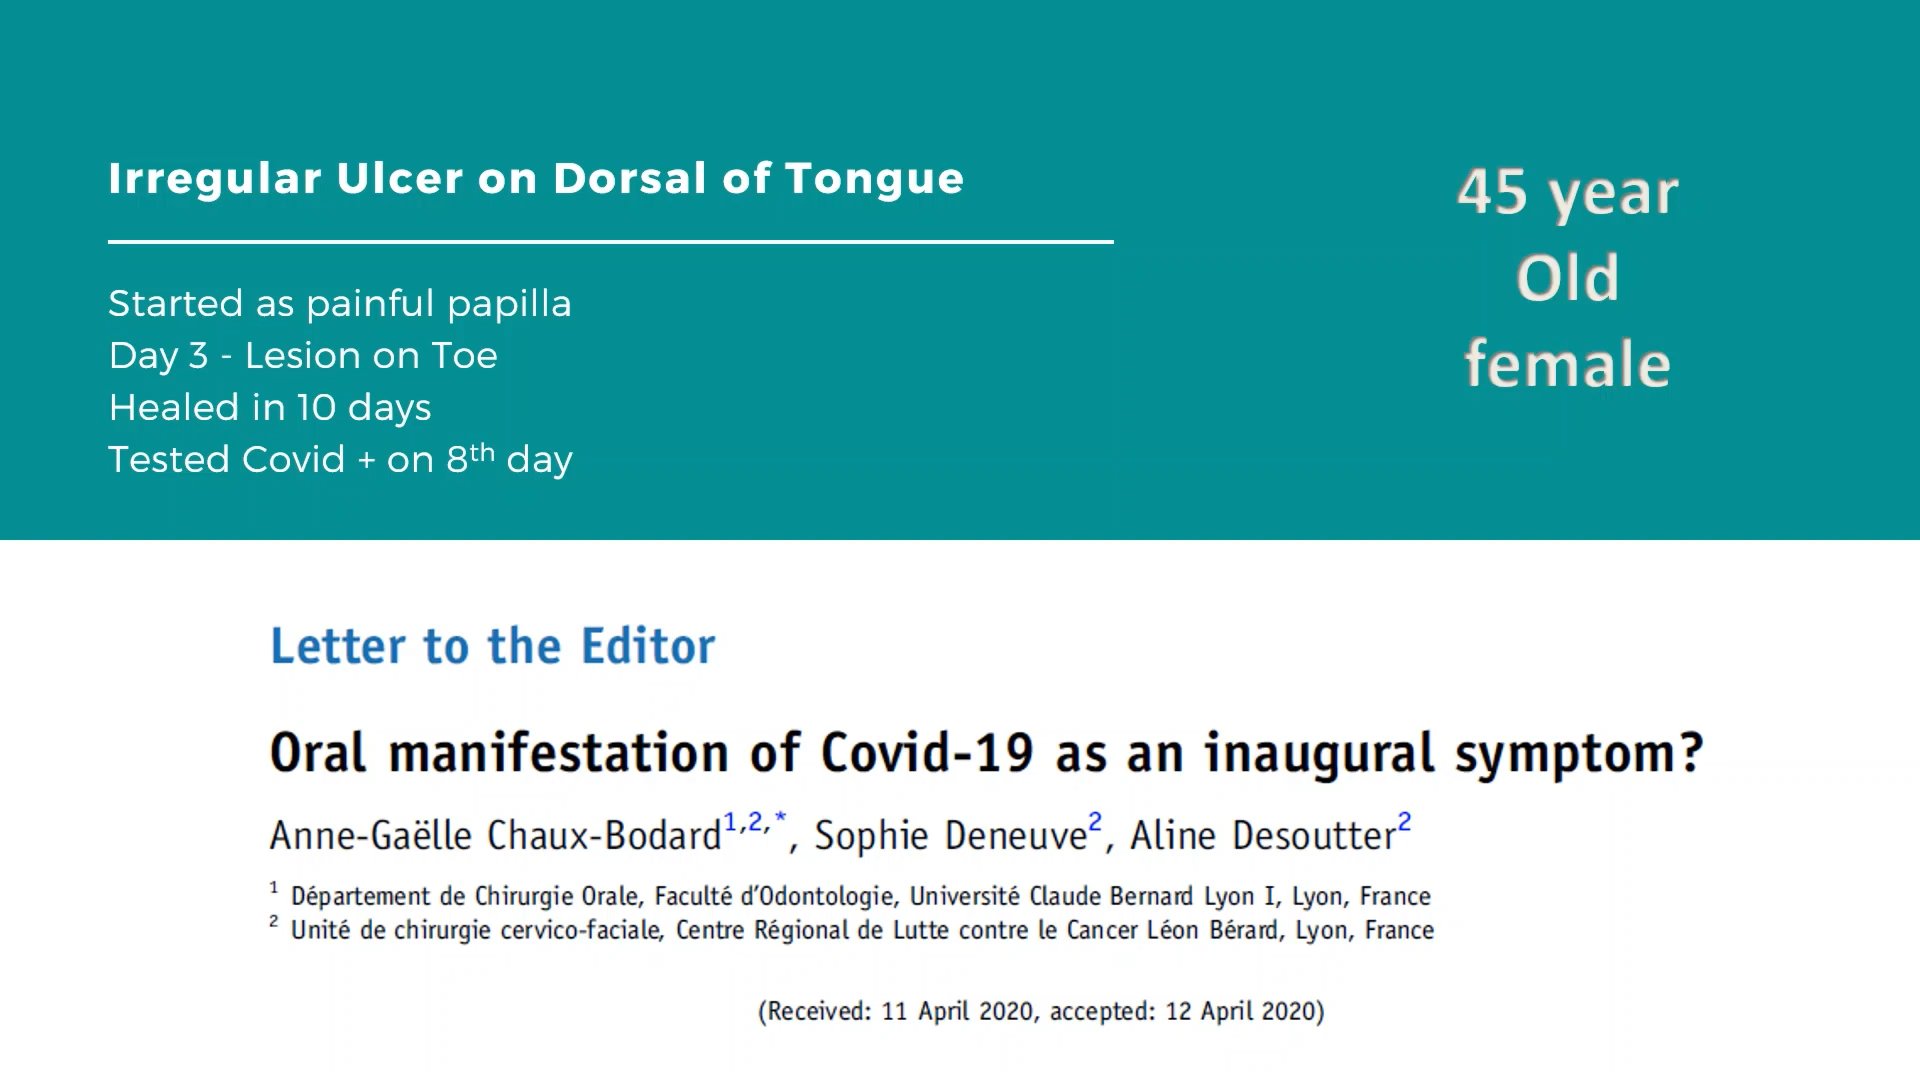 Irregular Ulcer on Dorsal of Tongue
Started as painful papilla
Day 3 - Lesion on Toe
Healed in 10 days
Tested Covid + on 8th day
45 year
Old
female
Letter to the Editor
Oral manifestation of Covid-19 as an inaugural symptom?
Anne-Gaëlle Chaux-Bodard1,2,*, Sophie Deneuve2, Aline Desoutter2
1 Département de Chirurgie Orale, Faculté d'Odontologie, Université Claude Bernard Lyon I, Lyon, France
2 Unité de chirurgie cervico-faciale, Centre Régional de Lutte contre le Cancer Léon Bérard, Lyon, France
(Received: 11 April 2020, accepted: 12 April 2020)